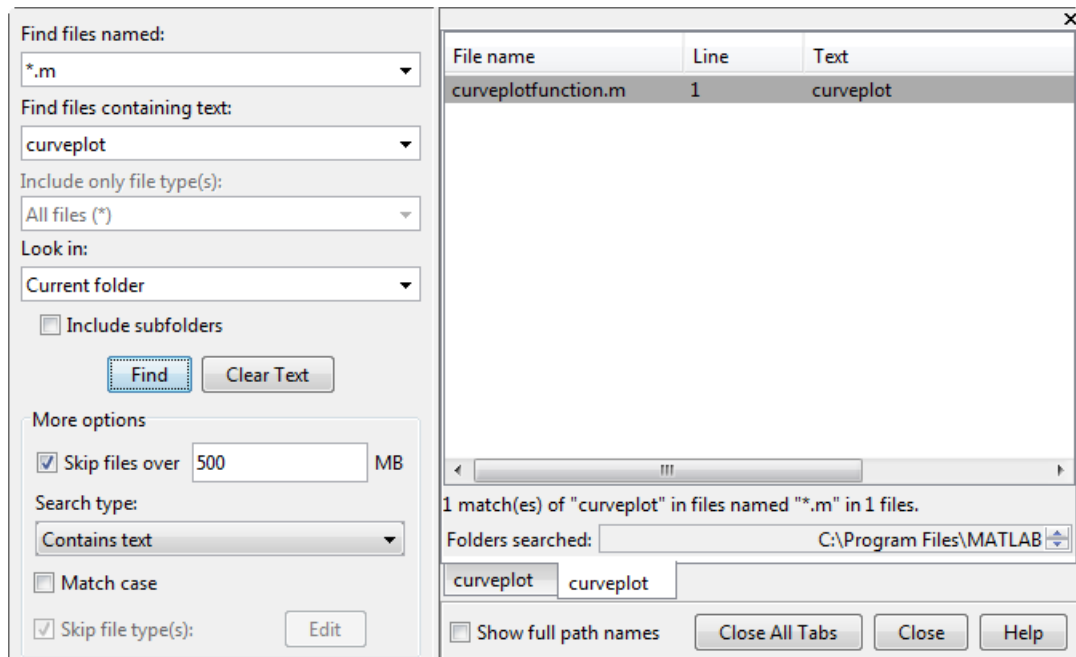 Find files named:
*.m
Find files containing text:
curveplot
Include only file type(s):
All files (*)
Look in:
Current folder
Include subfolders
Find Clear Text
More options
Skip files over 500 MB
Search type:
Contains text
Match case
Skip file type(s): Edit
File name Line Text
curveplotfunction.m 1 curveplot
1 match(es) of "curveplot" in files named "*.m" in 1 files.
Folders searched: C:\Program Files\MATLAB
curveplot curveplot
Show full path names Close All Tabs Close Help